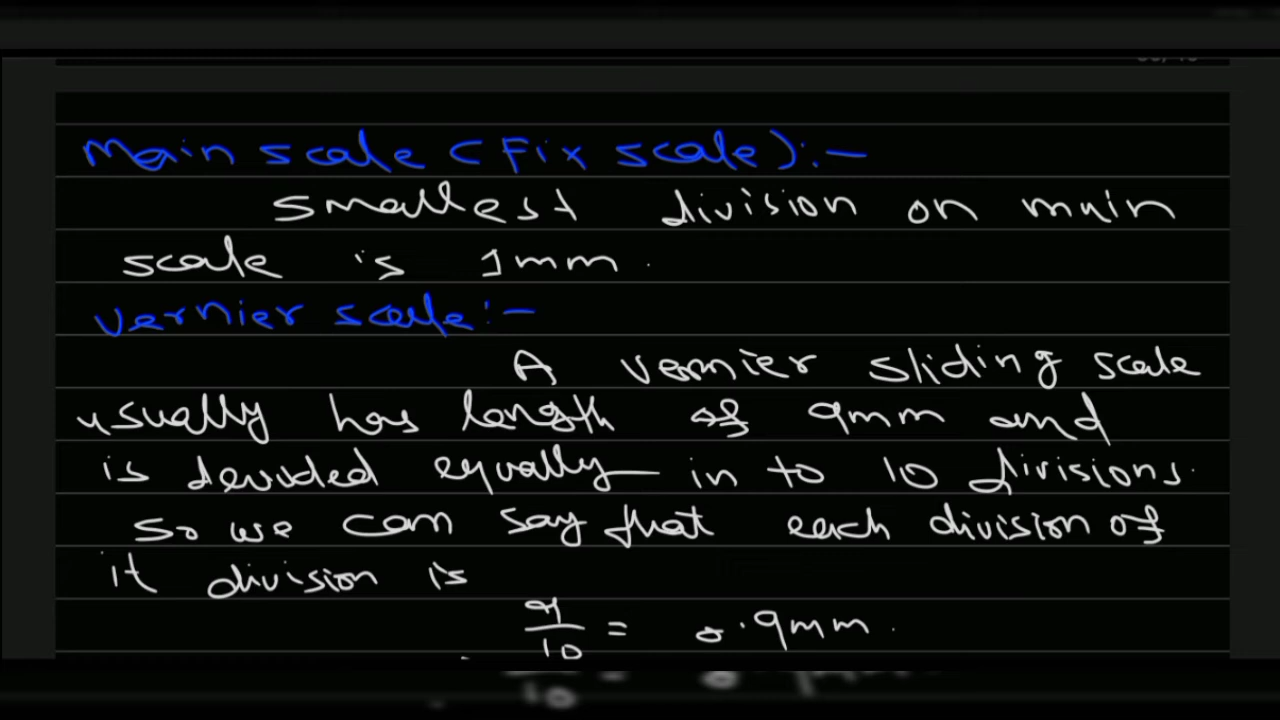 Main scale (Fix scale):-
smallest division on main
scale is 1mm.
Vernier scale:-
A vernier sliding scale
usually has length of 9mm and
is devided equally in to 10 divisions.
So we can say that each division of
it division is
9/10 = 0.9mm.